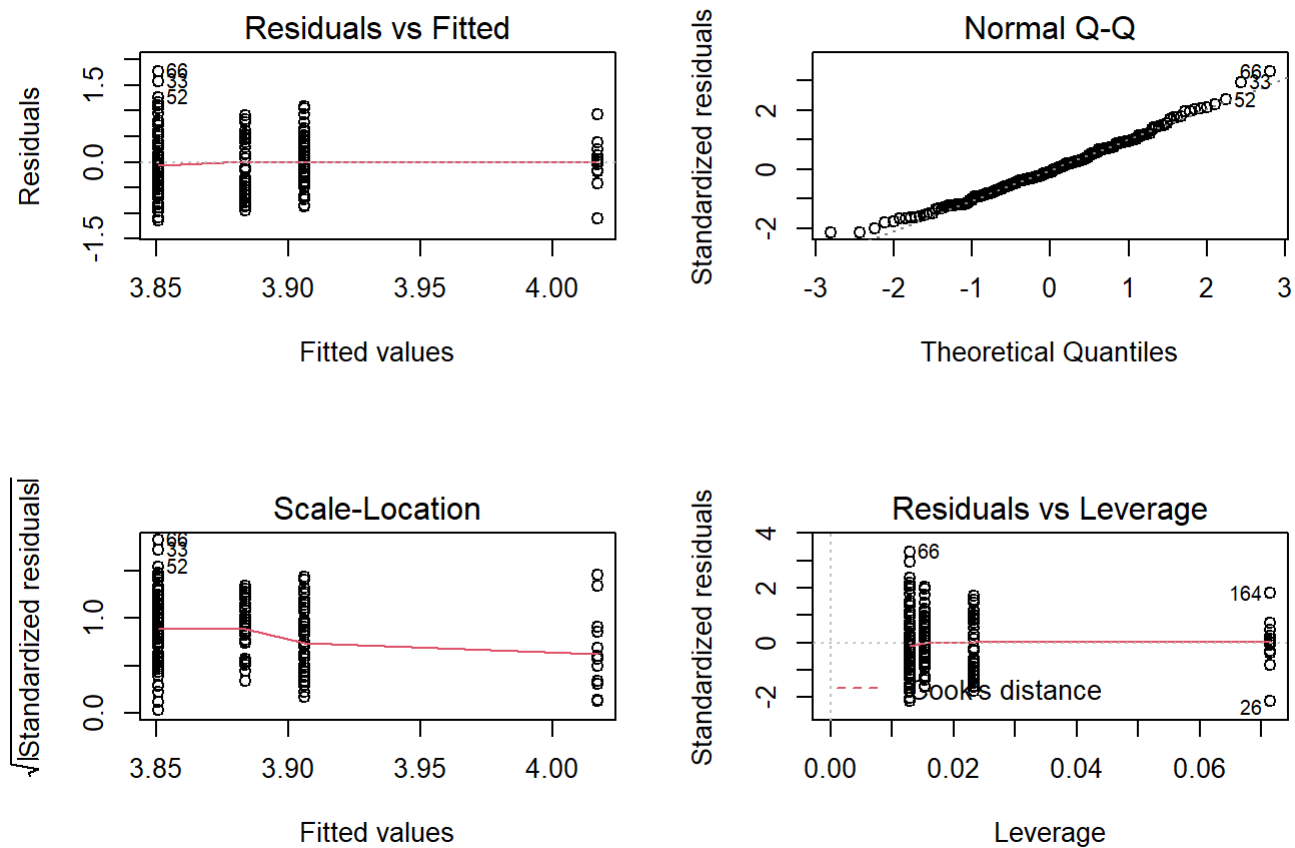 Residuals vs Fitted
Residuals
-1.5 0.0 1.5
66
33
52
3.85 3.90 3.95 4.00
Fitted values
Normal Q-Q
Standardized residuals
-2 0 2
66
33
52
-3 -2 -1 0 1 2 3
Theoretical Quantiles
Scale-Location
√|Standardized residuals|
0.0 1.0
66
33
52
3.85 3.90 3.95 4.00
Fitted values
Residuals vs Leverage
Standardized residuals
-2 0 2 4
66
164
Cook's distance
26
0.00 0.02 0.04 0.06
Leverage